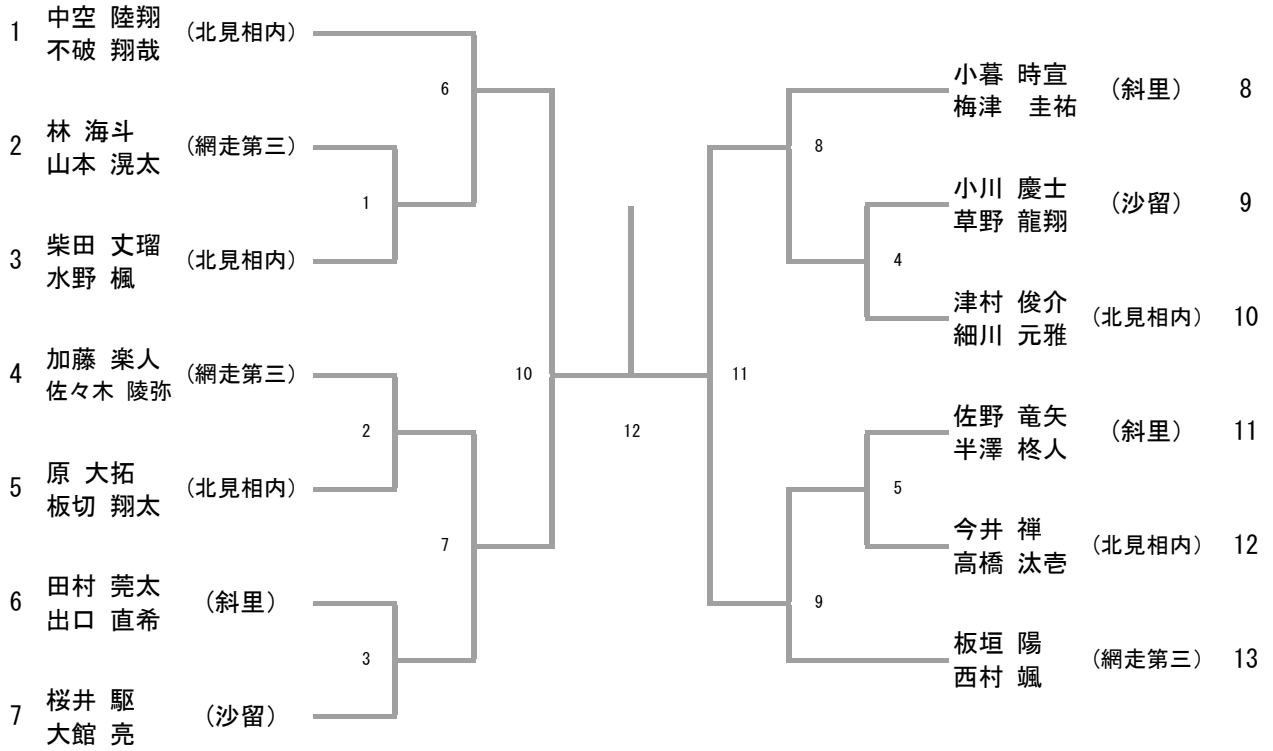 1 中空 陸翔 (北見相内)
不破 翔哉
6
2 林 海斗 (網走第三)
山本 滉太
1
3 柴田 丈瑠 (北見相内)
水野 楓
4 加藤 楽人 (網走第三)
佐々木 陵弥
2
5 原 大拓 (北見相内)
板切 翔太
7
6 田村 莞太 (斜里)
出口 直希
3
7 桜井 駆 (沙留)
大館 亮
10
12
11
小暮 時宣 (斜里) 8
梅津 圭祐
8
小川 慶士 (沙留) 9
草野 龍翔
4
津村 俊介 (北見相内) 10
細川 元雅
佐野 竜矢 (斜里) 11
半澤 柊人
5
今井 禅 (北見相内) 12
高橋 汰壱
9
板垣 陽 (網走第三) 13
西村 颯